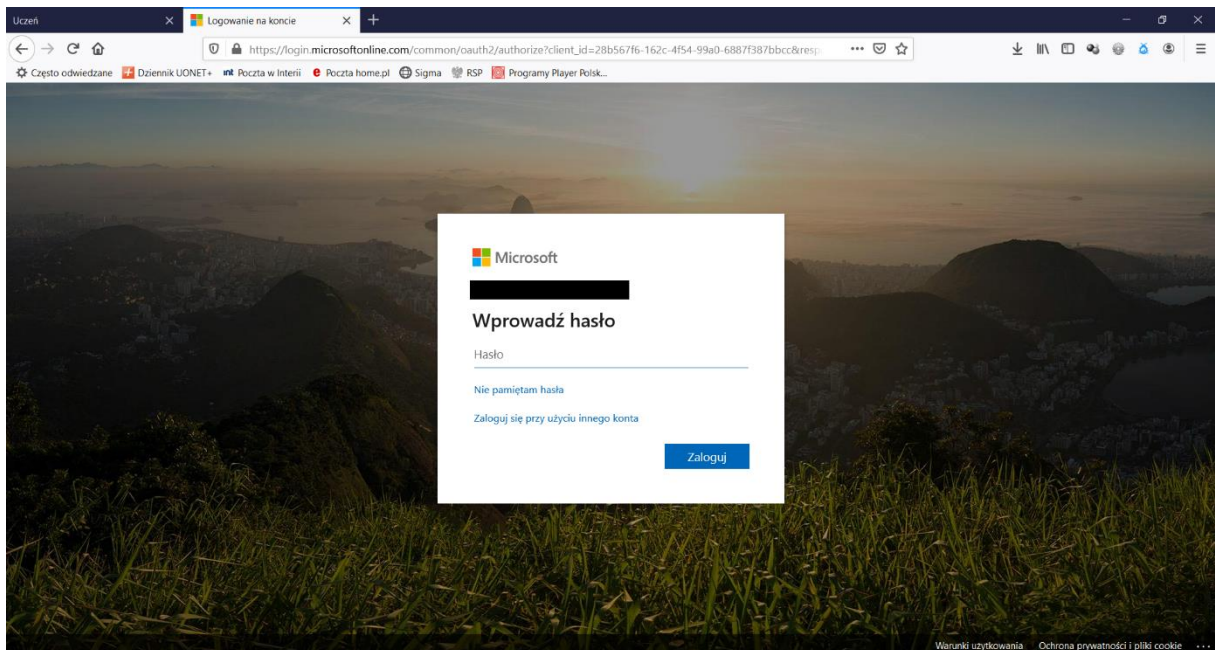 Uczeń
Logowanie na koncie
https://login.microsoftonline.com/common/oauth2/authorize?client_id=28b567f6-162c-4f54-99a0-6887f387bbcc&resp
Często odwiedzane Dziennik UONET+ int Poczta w Interii e Poczta home.pl Sigma RSP Programy Player Polsk...
Microsoft
Wprowadź hasło
Hasło
Nie pamiętam hasła
Zaloguj się przy użyciu innego konta
Zaloguj
Warunki użytkowania Ochrona prywatności i pliki cookie ...